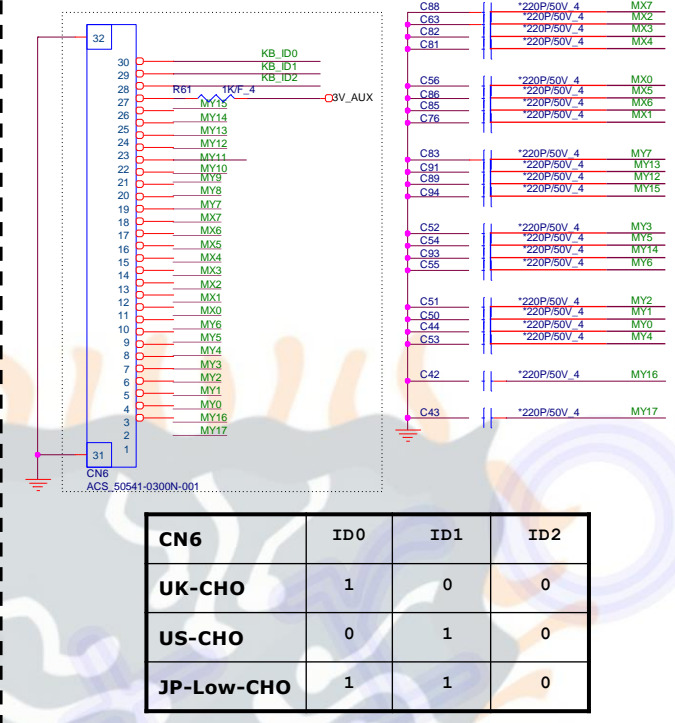 32
30 KB_ID0
29 KB_ID1
28 KB_ID2
27 R61 1K/F_4 3V_AUX
26 MY15
25 MY14
24 MY13
23 MY12
22 MY11
21 MY10
20 MY9
19 MY8
18 MY7
17 MX7
16 MX6
15 MX5
14 MX4
13 MX3
12 MX2
11 MX1
10 MX0
9 MY6
8 MY5
7 MY4
6 MY3
5 MY2
4 MY1
3 MY0
2 MY16
1 MY17
31
CN6
ACS_50541-0300N-001
C88 *220P/50V_4 MX7
C63 *220P/50V_4 MX2
C82 *220P/50V_4 MX3
C81 *220P/50V_4 MX4
C56 *220P/50V_4 MX0
C86 *220P/50V_4 MX5
C85 *220P/50V_4 MX6
C76 *220P/50V_4 MX1
C83 *220P/50V_4 MY7
C91 *220P/50V_4 MY13
C89 *220P/50V_4 MY12
C94 *220P/50V_4 MY15
C52 *220P/50V_4 MY3
C54 *220P/50V_4 MY5
C93 *220P/50V_4 MY14
C55 *220P/50V_4 MY6
C51 *220P/50V_4 MY2
C50 *220P/50V_4 MY1
C44 *220P/50V_4 MY0
C53 *220P/50V_4 MY4
C42 *220P/50V_4 MY16
C43 *220P/50V_4 MY17
CN6 ID0 ID1 ID2
UK-CHO 1 0 0
US-CHO 0 1 0
JP-Low-CHO 1 1 0